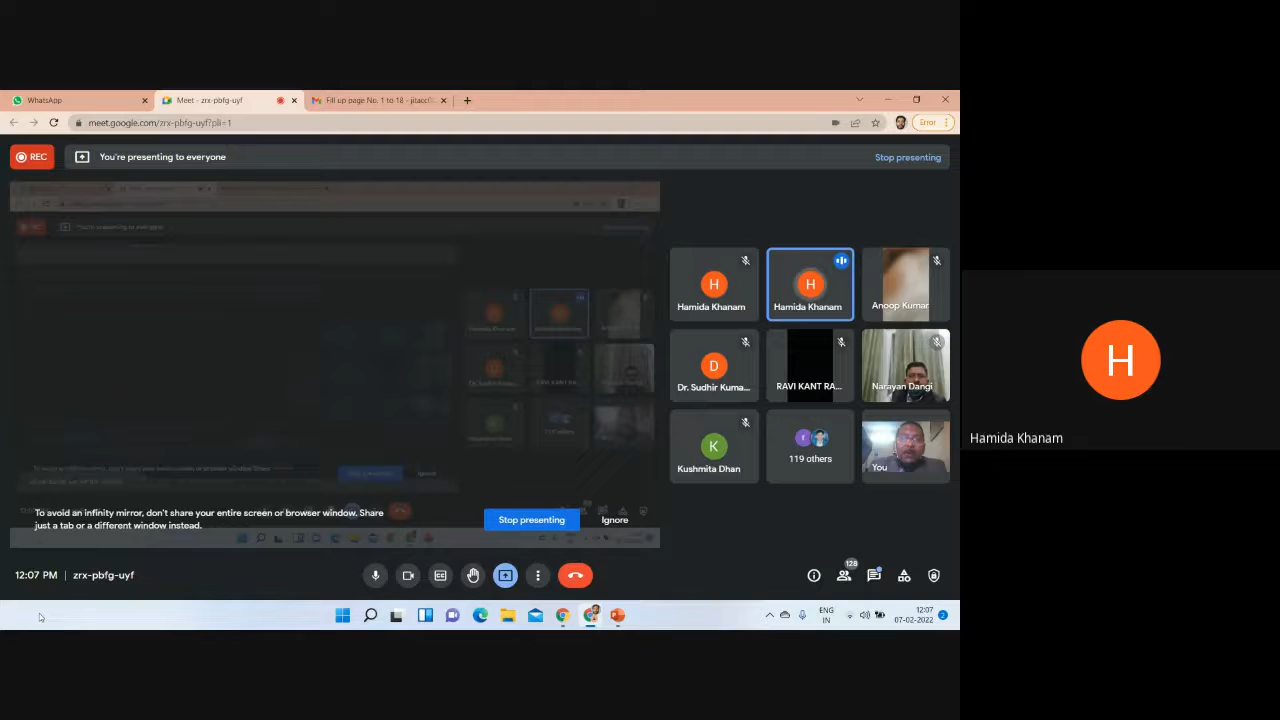 WhatsApp
Meet - zrx-pbfg-uyf
Fill up page No. 1 to 18 - jitacc
meet.google.com/zrx-pbfg-uyf?pli=1
Error
REC
You're presenting to everyone
Stop presenting
Hamida Khanam
Hamida Khanam
Anoop Kumar
Dr. Sudhir Kuma...
RAVI KANT RA...
Narayan Dangi
Kushmita Dhan
119 others
You
H
H
D
K
To avoid an infinity mirror, don't share your entire screen or browser window. Share
just a tab or a different window instead.
Stop presenting
Ignore
12:07 PM | zrx-pbfg-uyf
128
ENG
IN
12:07
07-02-2022
2
H
Hamida Khanam